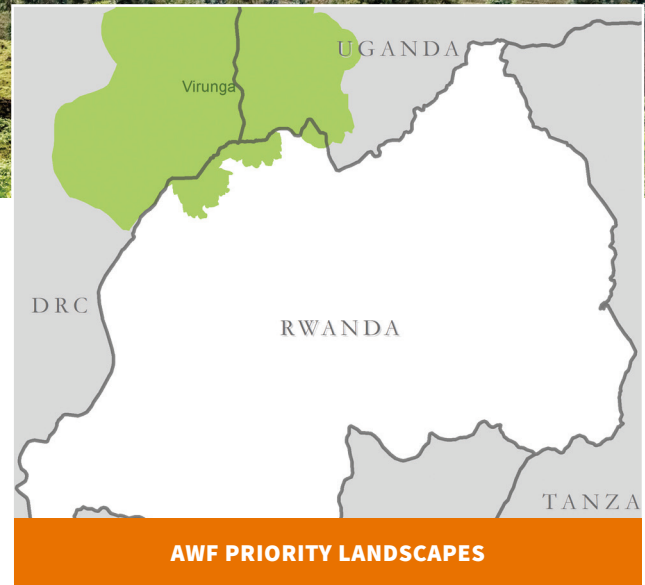 UGANDA
Virunga
DRC
RWANDA
TANZA
AWF PRIORITY LANDSCAPES